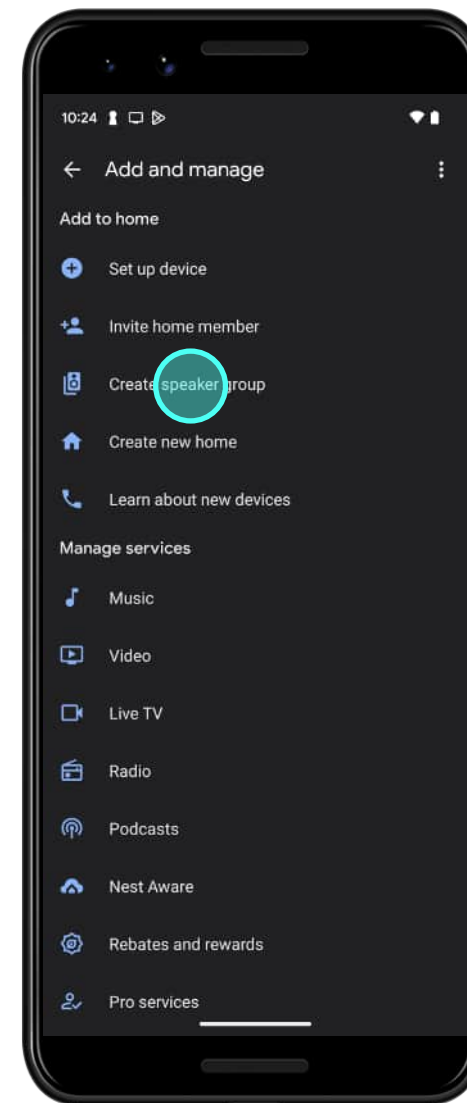 10:24
Add and manage
Add to home
Set up device
Invite home member
Create speaker group
Create new home
Learn about new devices
Manage services
Music
Video
Live TV
Radio
Podcasts
Nest Aware
Rebates and rewards
Pro services